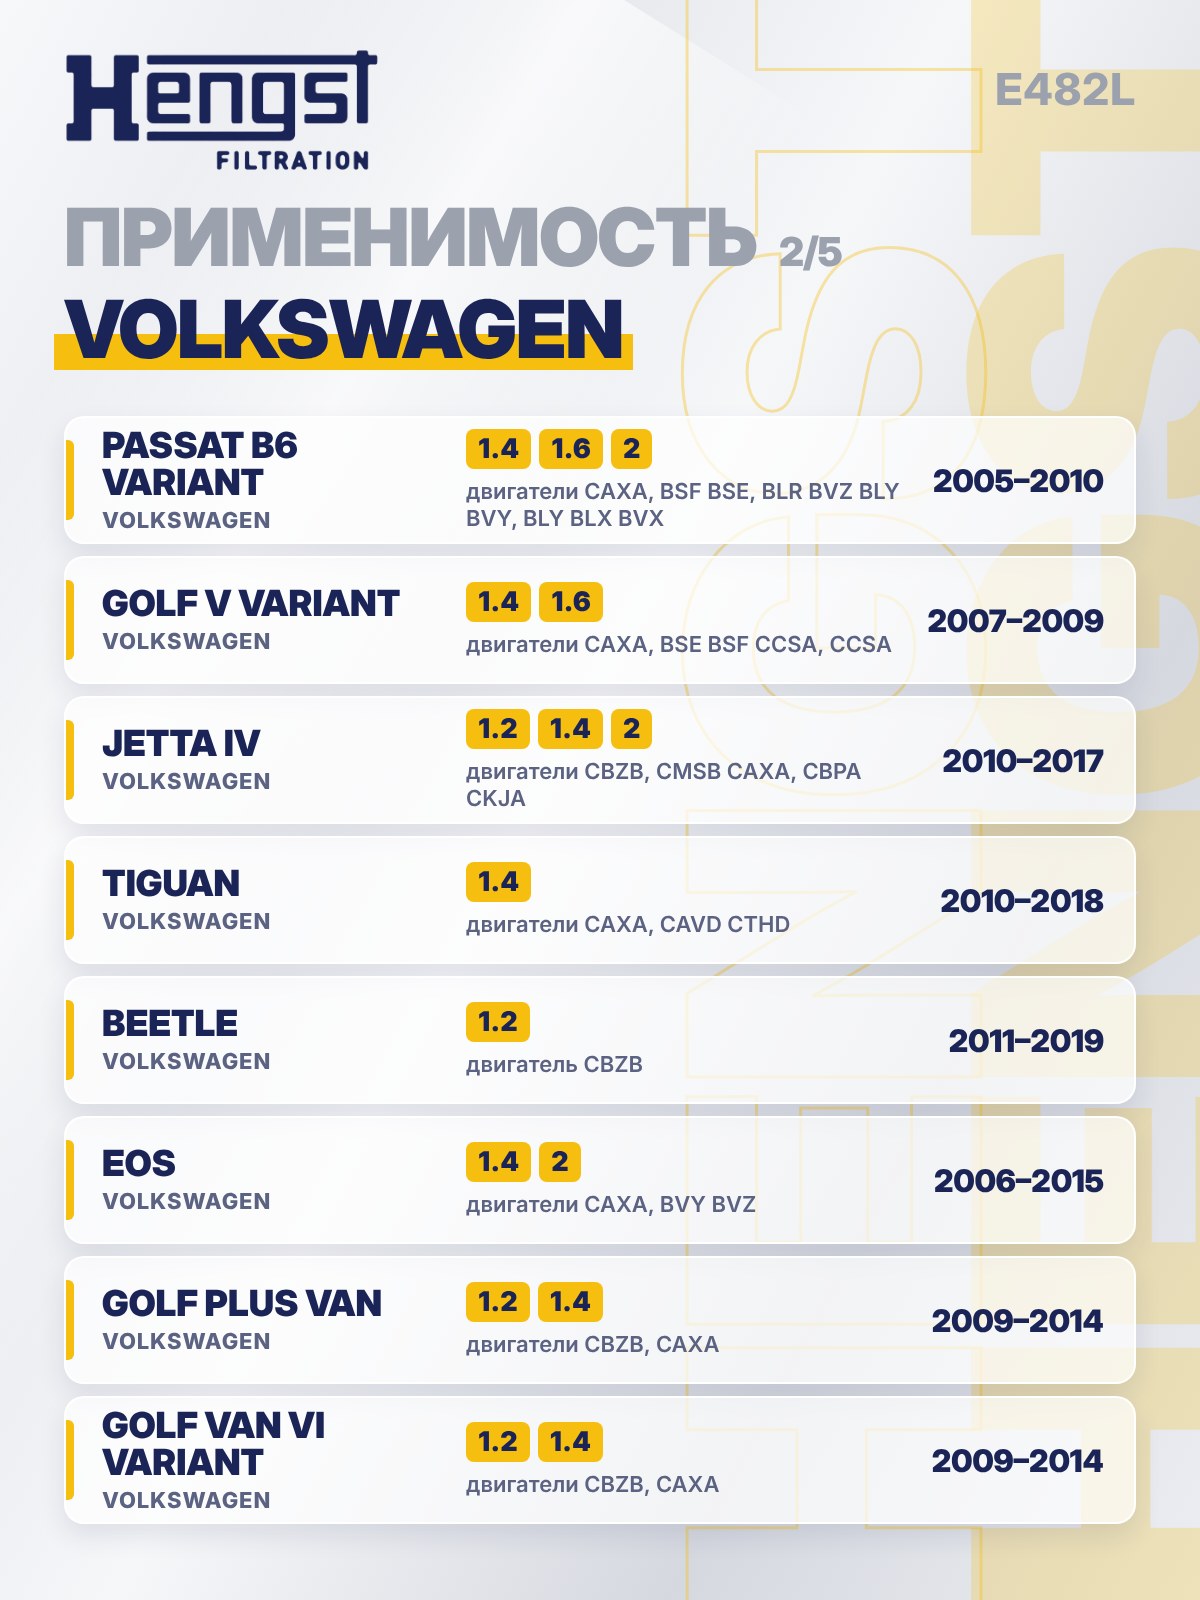 Hengst
FILTRATION
E482L
ПРИМЕНИМОСТЬ 2/5
VOLKSWAGEN
PASSAT B6
VARIANT
VOLKSWAGEN
1.4 1.6 2
двигатели CAXA, BSF BSE, BLR BVZ BLY
BVY, BLY BLX BVX
2005–2010
GOLF V VARIANT
VOLKSWAGEN
1.4 1.6
двигатели CAXA, BSE BSF CCSA, CCSA
2007–2009
JETTA IV
VOLKSWAGEN
1.2 1.4 2
двигатели CBZB, CMSB CAXA, CBPA
CKJA
2010–2017
TIGUAN
VOLKSWAGEN
1.4
двигатели CAXA, CAVD CTHD
2010–2018
BEETLE
VOLKSWAGEN
1.2
двигатель CBZB
2011–2019
EOS
VOLKSWAGEN
1.4 2
двигатели CAXA, BVY BVZ
2006–2015
GOLF PLUS VAN
VOLKSWAGEN
1.2 1.4
двигатели CBZB, CAXA
2009–2014
GOLF VAN VI
VARIANT
VOLKSWAGEN
1.2 1.4
двигатели CBZB, CAXA
2009–2014
HENGST
HENGST